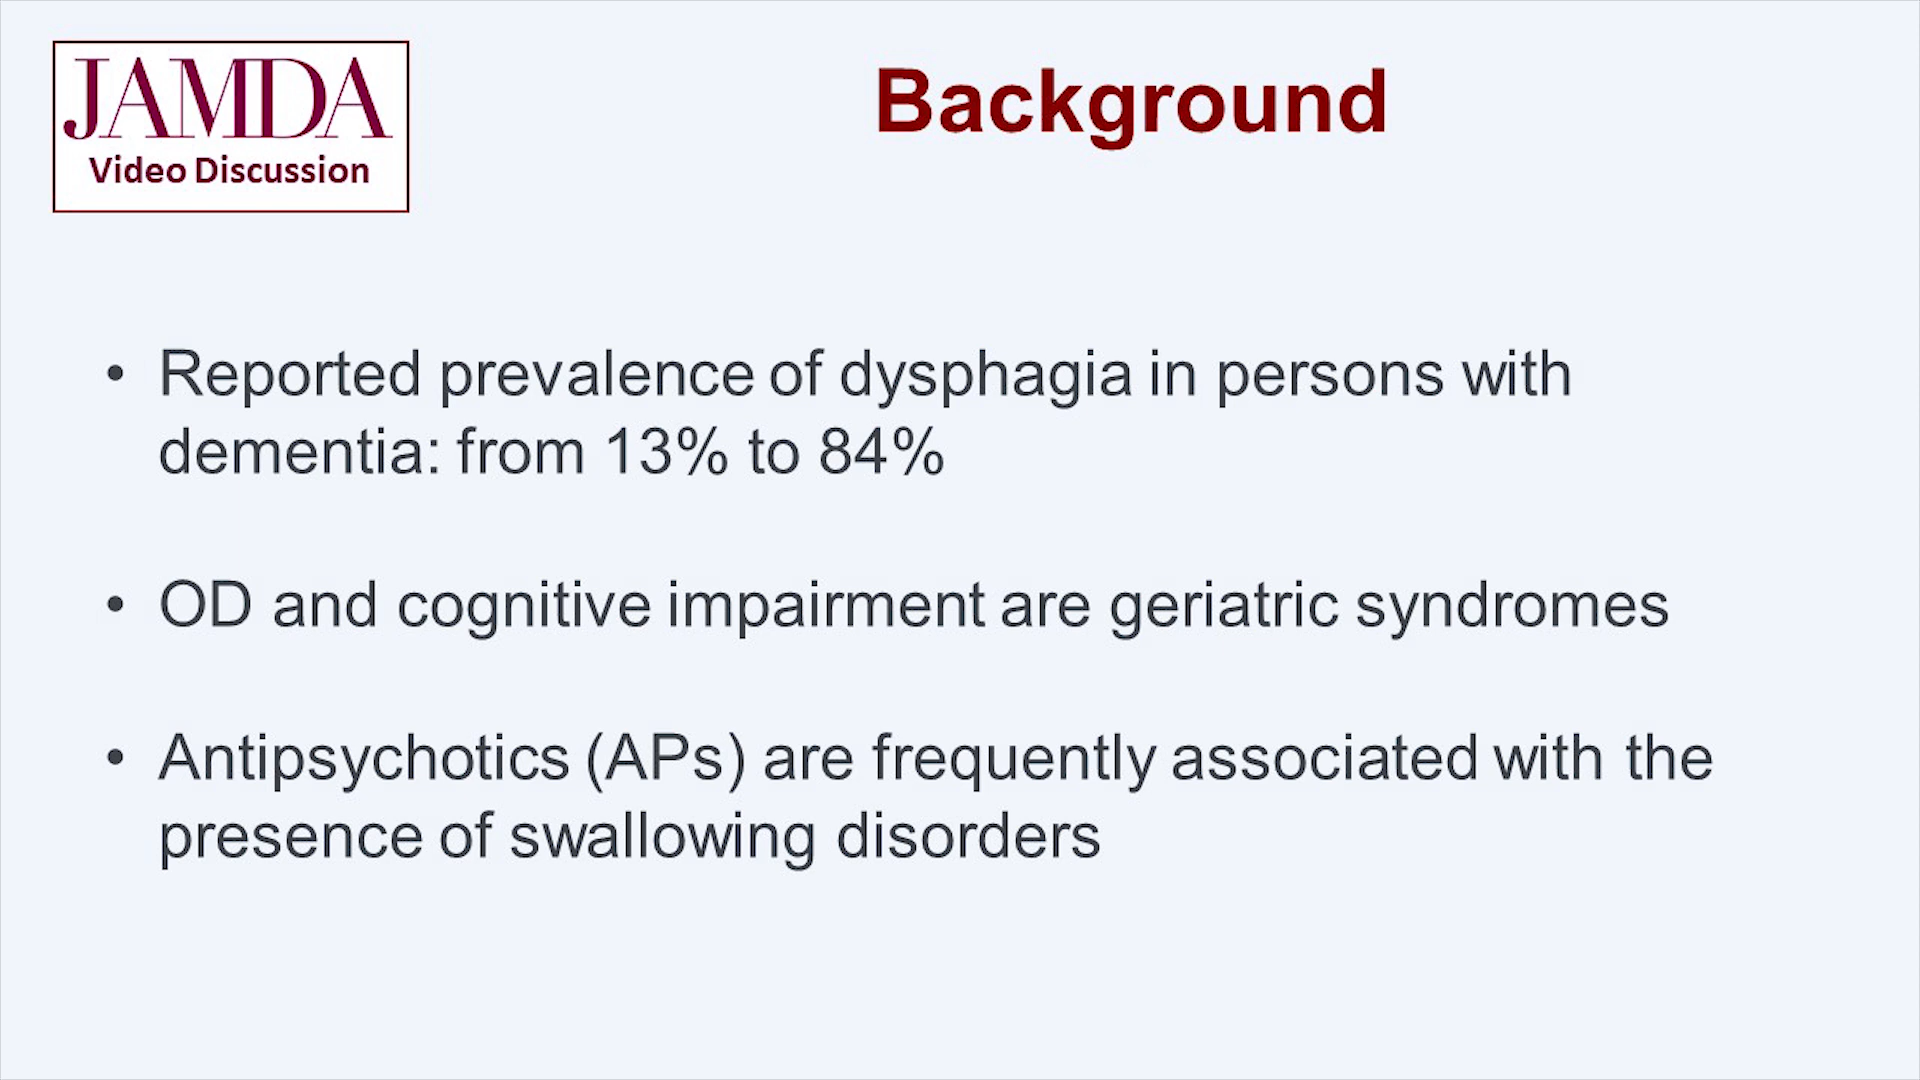 JAMDA
Video Discussion
Background
• Reported prevalence of dysphagia in persons with
dementia: from 13% to 84%
• OD and cognitive impairment are geriatric syndromes
• Antipsychotics (APs) are frequently associated with the
presence of swallowing disorders